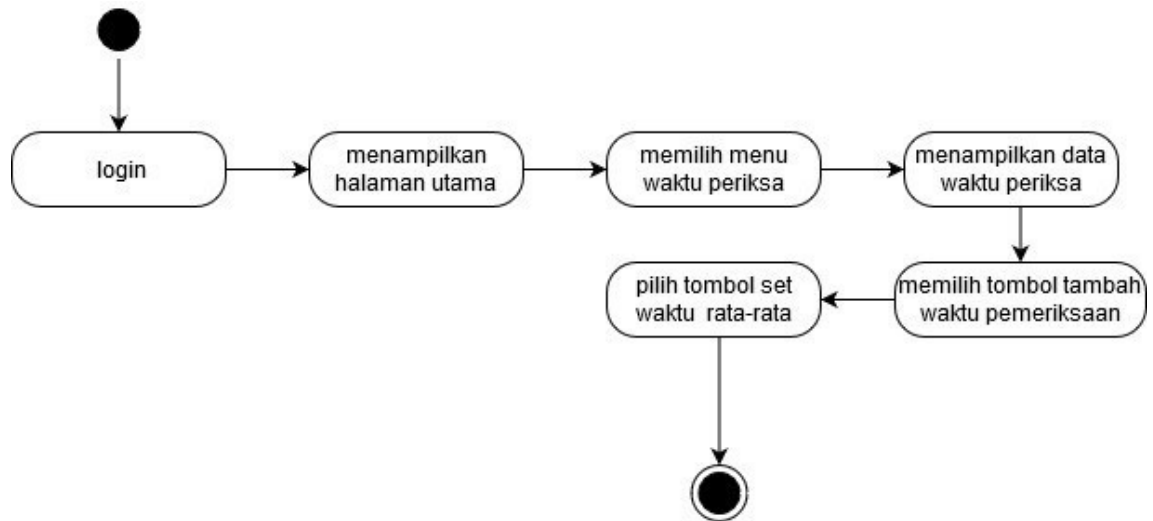 login
menampilkan
halaman utama
memilih menu
waktu periksa
menampilkan data
waktu periksa
memilih tombol tambah
waktu pemeriksaan
pilih tombol set
waktu rata-rata